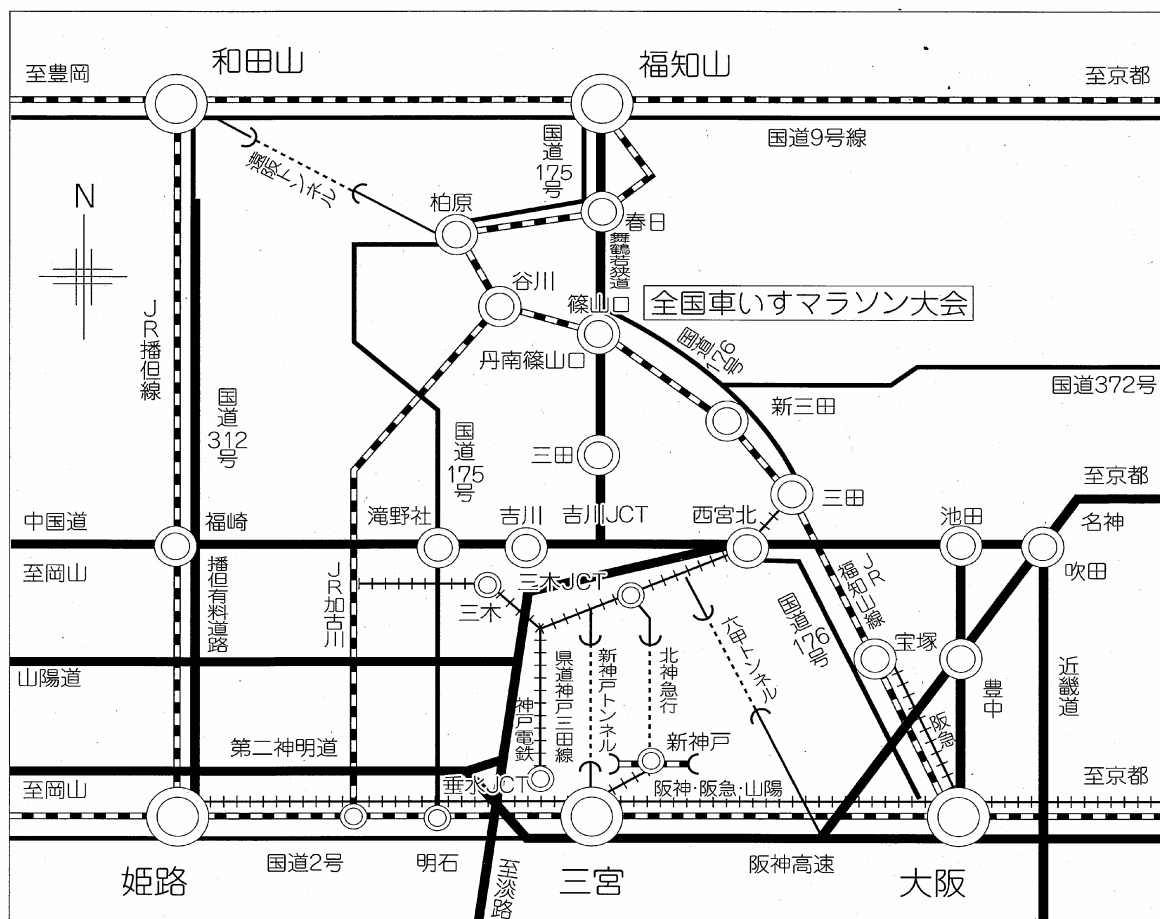 和田山
福知山
至豊岡
至京都
国道9号線
国道175号
遠阪トンネル
N
柏原
春日
舞鶴若狭道
谷川
篠山口
全国車いすマラソン大会
国道176号
丹南篠山口
JR播但線
国道372号
国道312号
新三田
国道175号
三田
三田
至京都
中国道
福崎
滝野社
吉川
吉川JCT
西宮北
池田
名神
至岡山
吹田
播但有料道路
JR加古川
三木
三木JCT
JR福知山線
国道176号
六甲トンネル
宝塚
山陽道
県道神戸三田線
新神戸トンネル
北神急行
豊中
近畿道
神戸電鉄
第二神明道
新神戸
阪急
至岡山
垂水JCT
阪神・阪急・山陽
至京都
国道2号
明石
至淡路
阪神高速
姫路
三宮
大阪